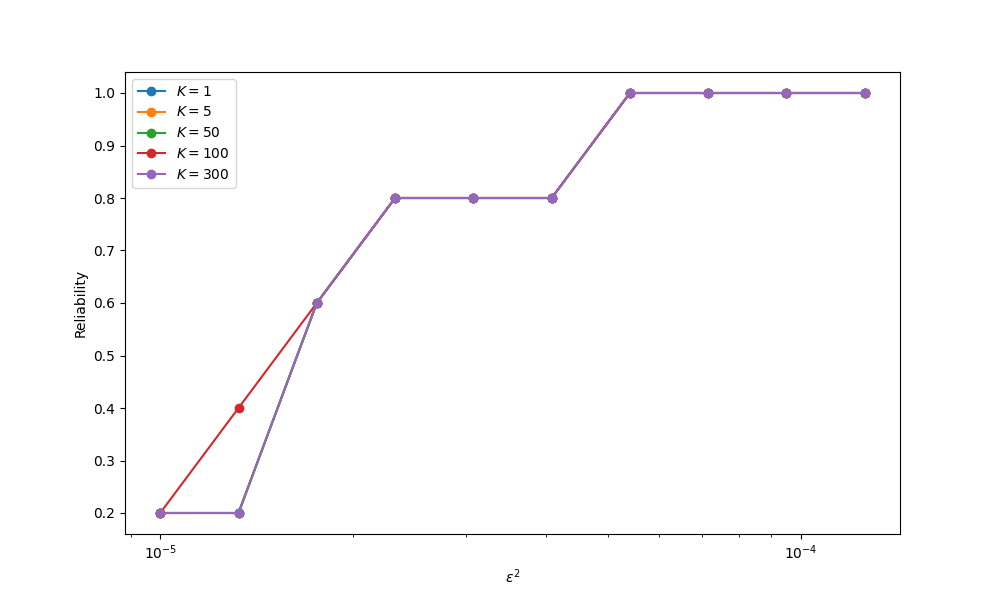 K = 1
K = 5
K = 50
K = 100
K = 300
1.0
0.9
0.8
0.7
0.6
0.5
0.4
0.3
0.2
Reliability
10⁻⁵
10⁻⁴
ε²